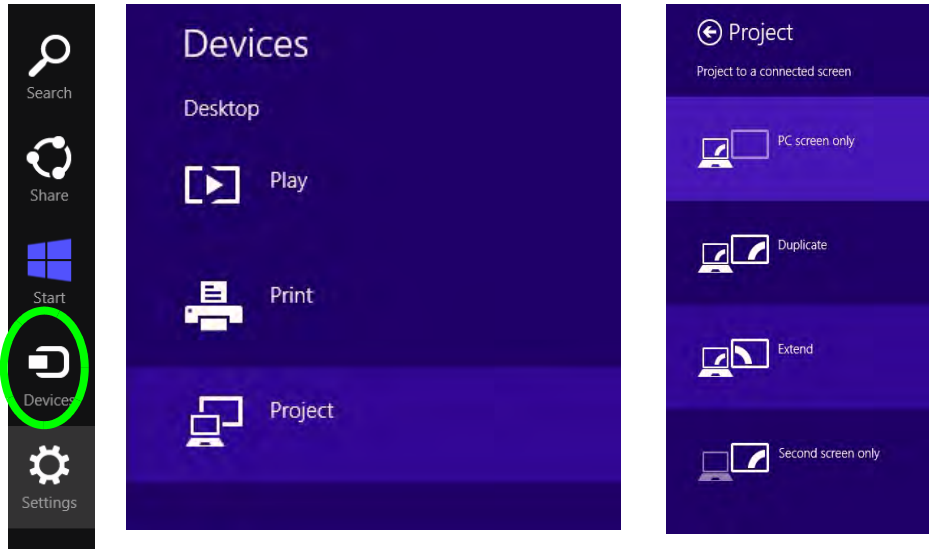 Search
Share
Start
Devices
Settings
Devices
Desktop
Play
Print
Project
Project
Project to a connected screen
PC screen only
Duplicate
Extend
Second screen only